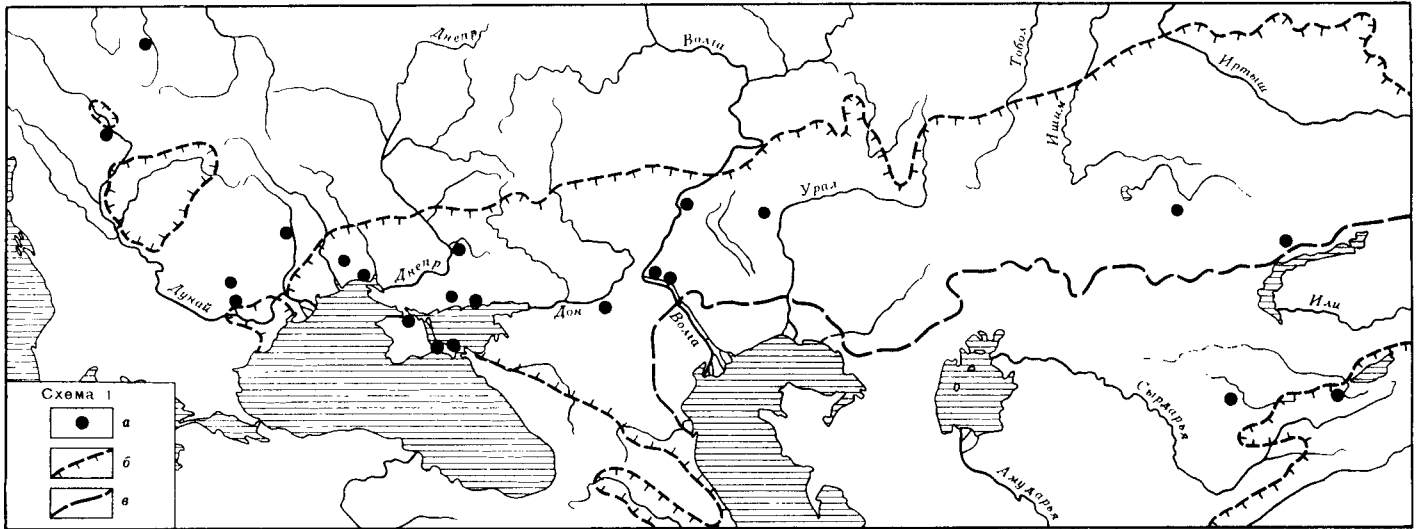 Днепр
Волга
Тобол
Ишим
Иртыш
Урал
Днепр
Дунай
Дон
Волга
Или
Сырдарья
Амударья
Схема 1
а
б
в